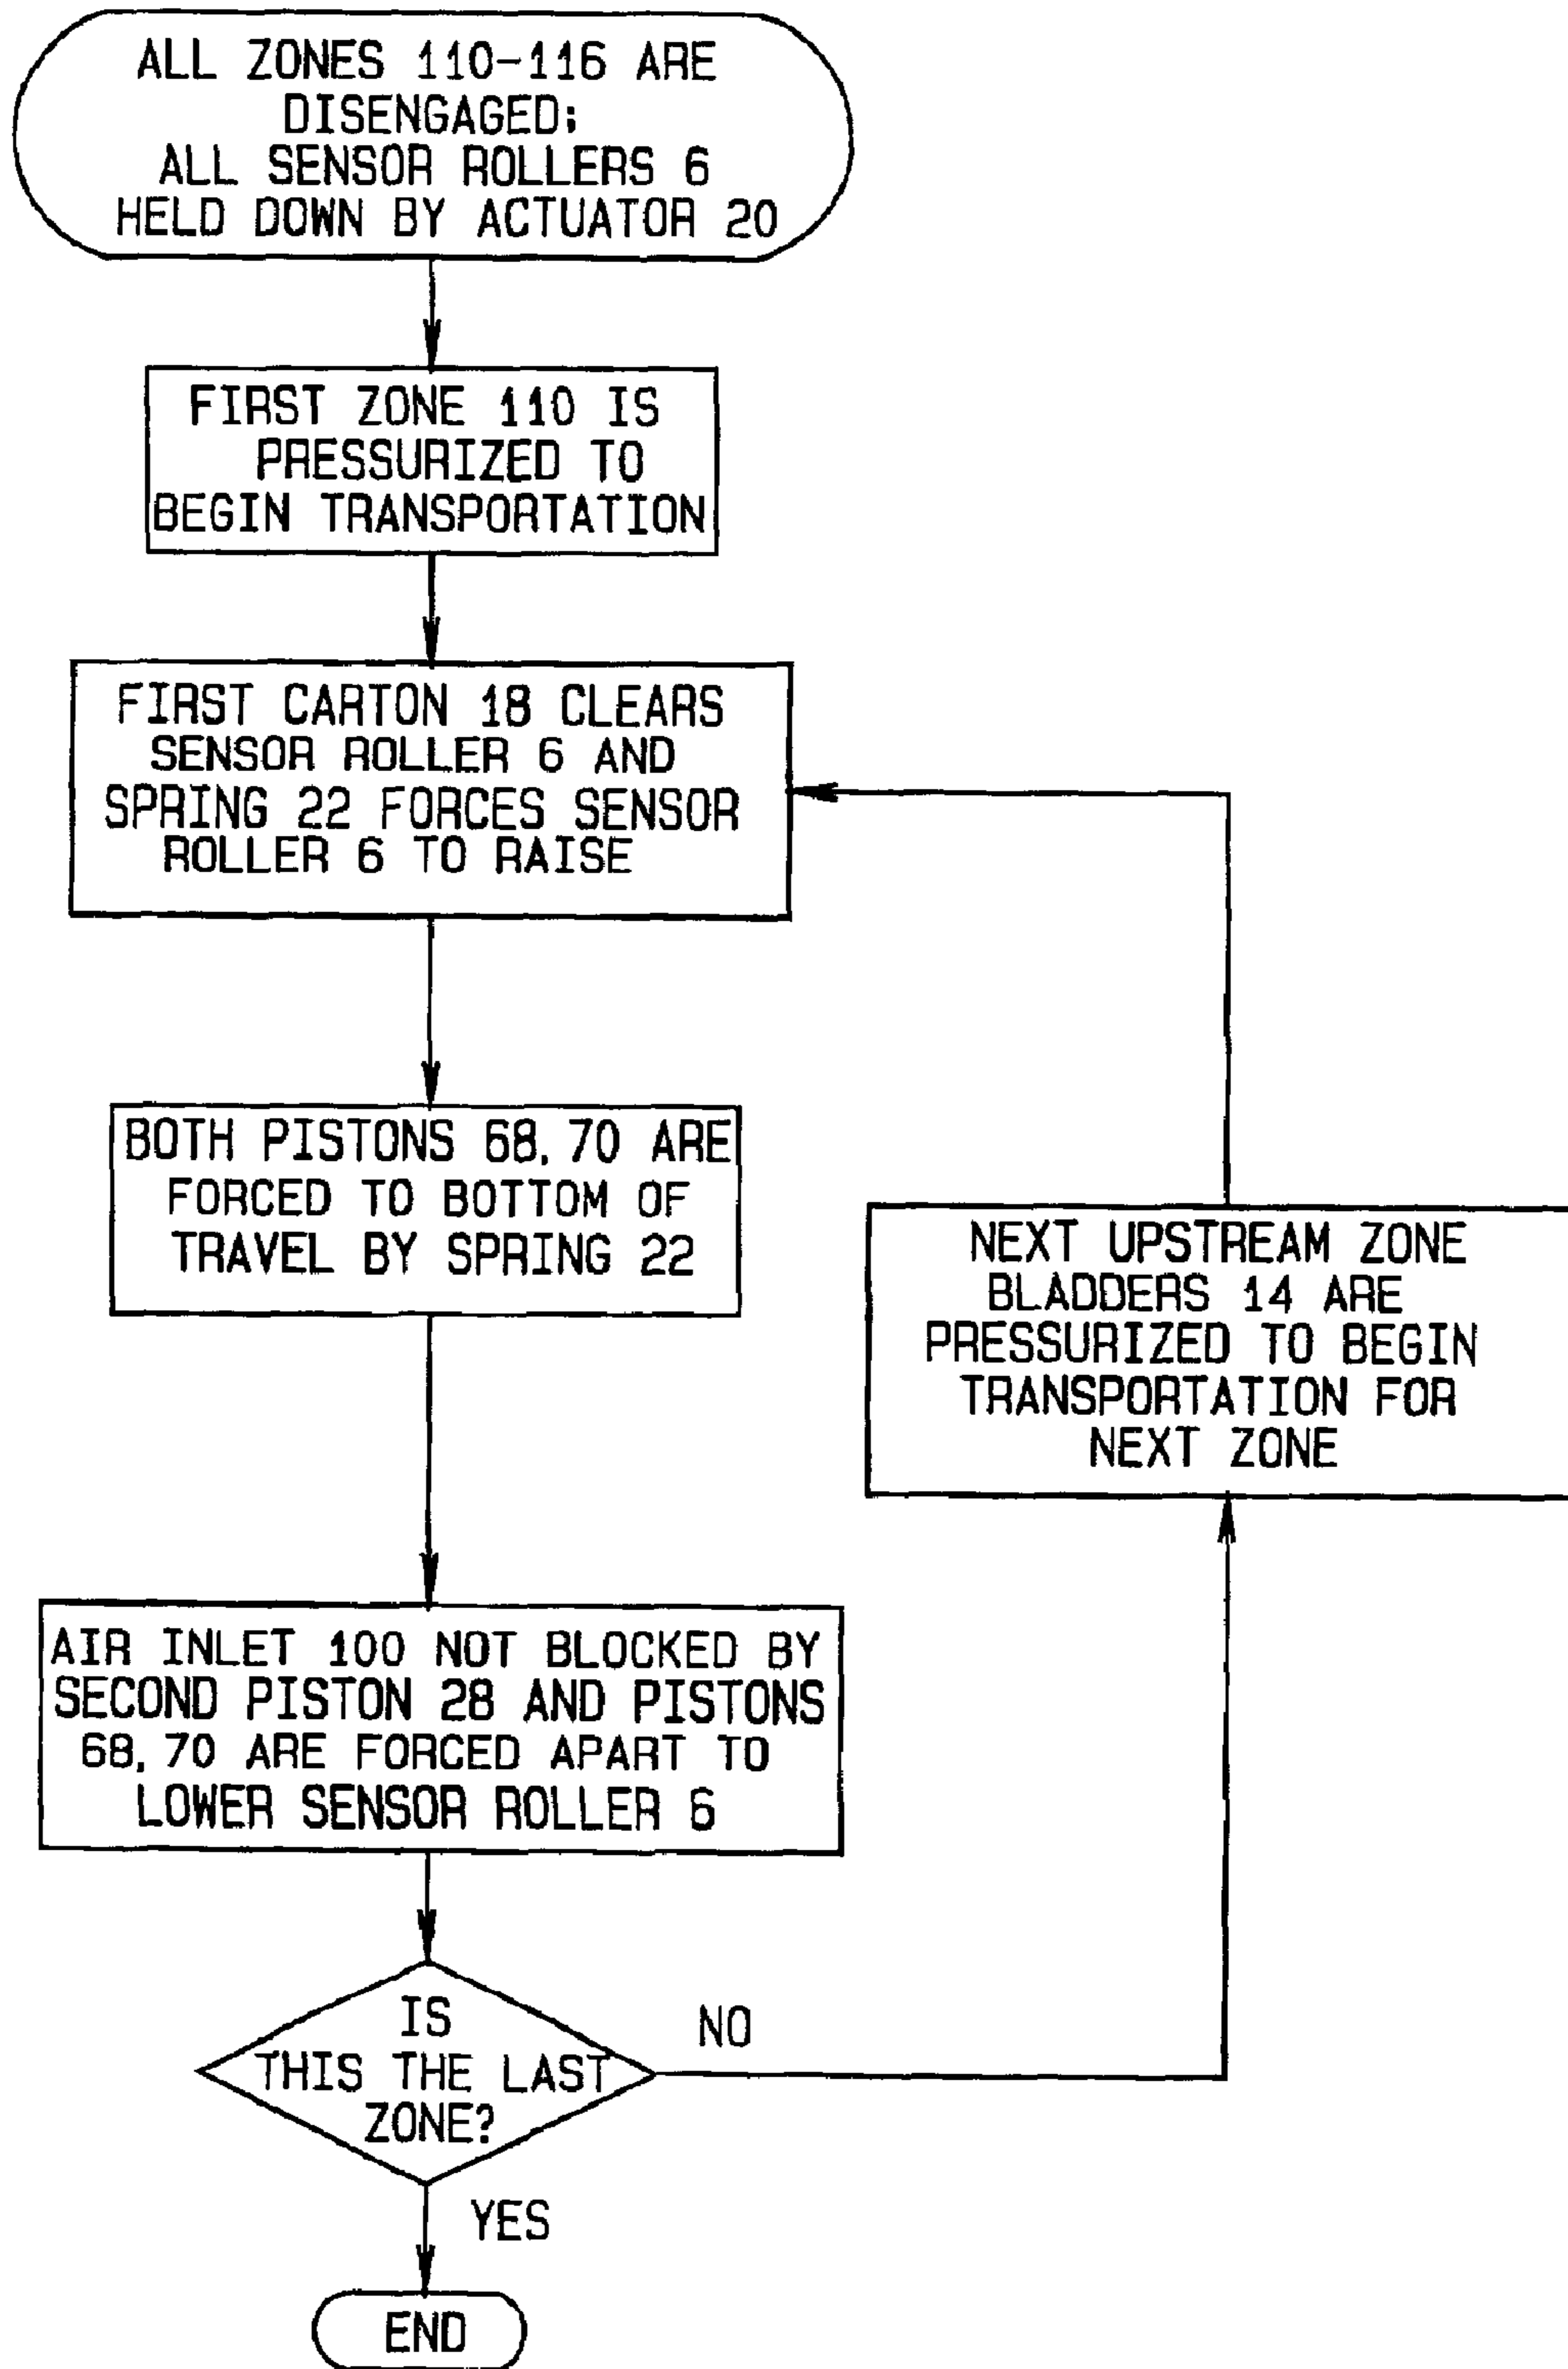 ALL ZONES 110-116 ARE
DISENGAGED;
ALL SENSOR ROLLERS 6
HELD DOWN BY ACTUATOR 20
FIRST ZONE 110 IS
PRESSURIZED TO
BEGIN TRANSPORTATION
FIRST CARTON 18 CLEARS
SENSOR ROLLER 6 AND
SPRING 22 FORCES SENSOR
ROLLER 6 TO RAISE
BOTH PISTONS 68,70 ARE
FORCED TO BOTTOM OF
TRAVEL BY SPRING 22
NEXT UPSTREAM ZONE
BLADDERS 14 ARE
PRESSURIZED TO BEGIN
TRANSPORTATION FOR
NEXT ZONE
AIR INLET 100 NOT BLOCKED BY
SECOND PISTON 28 AND PISTONS
68,70 ARE FORCED APART TO
LOWER SENSOR ROLLER 6
IS
THIS THE LAST
ZONE?
NO
YES
END